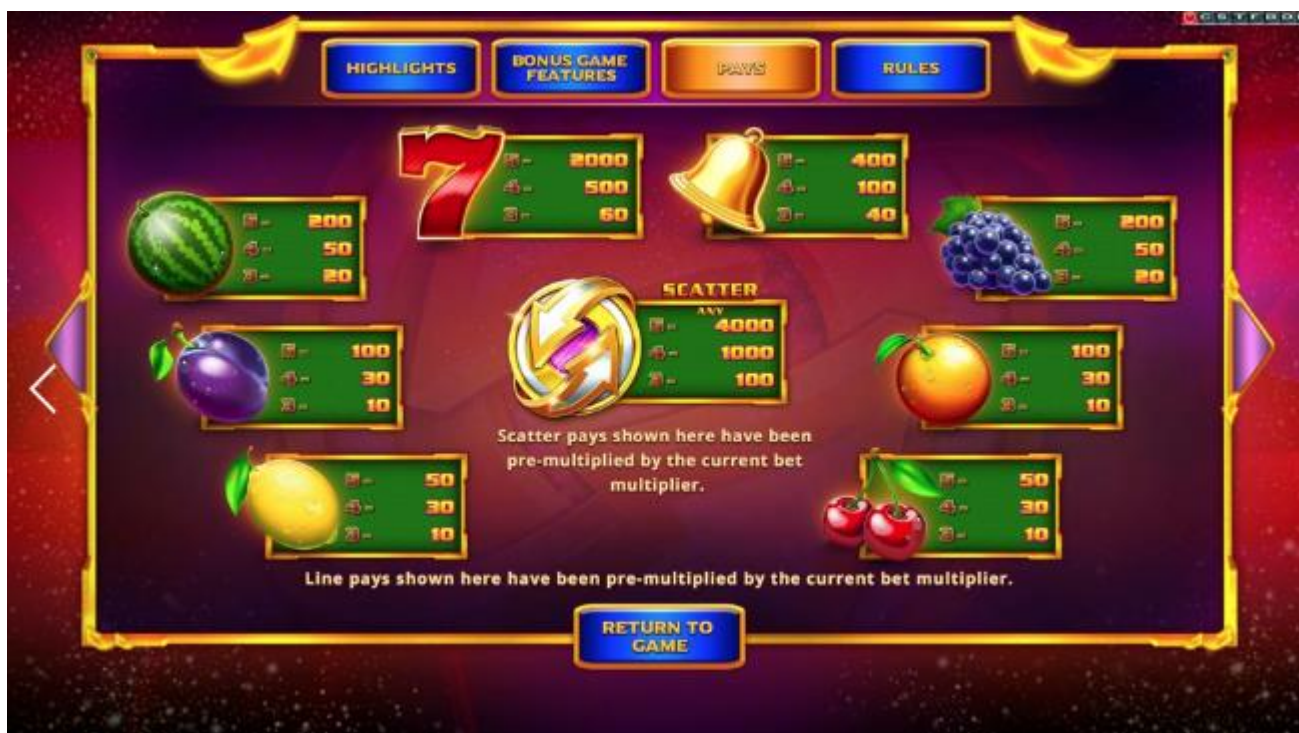 HIGHLIGHTS
BONUS GAME
FEATURES
PAYS
RULES
5- 2000
4- 500
3- 60
5- 400
4- 100
3- 40
5- 200
4- 50
3- 20
5- 200
4- 50
3- 20
SCATTER
ANY
5- 4000
4- 1000
3- 100
5- 100
4- 30
3- 10
5- 100
4- 30
3- 10
Scatter pays shown here have been
pre-multiplied by the current bet
multiplier.
5- 50
4- 30
3- 10
5- 50
4- 30
3- 10
Line pays shown here have been pre-multiplied by the current bet multiplier.
RETURN TO
GAME